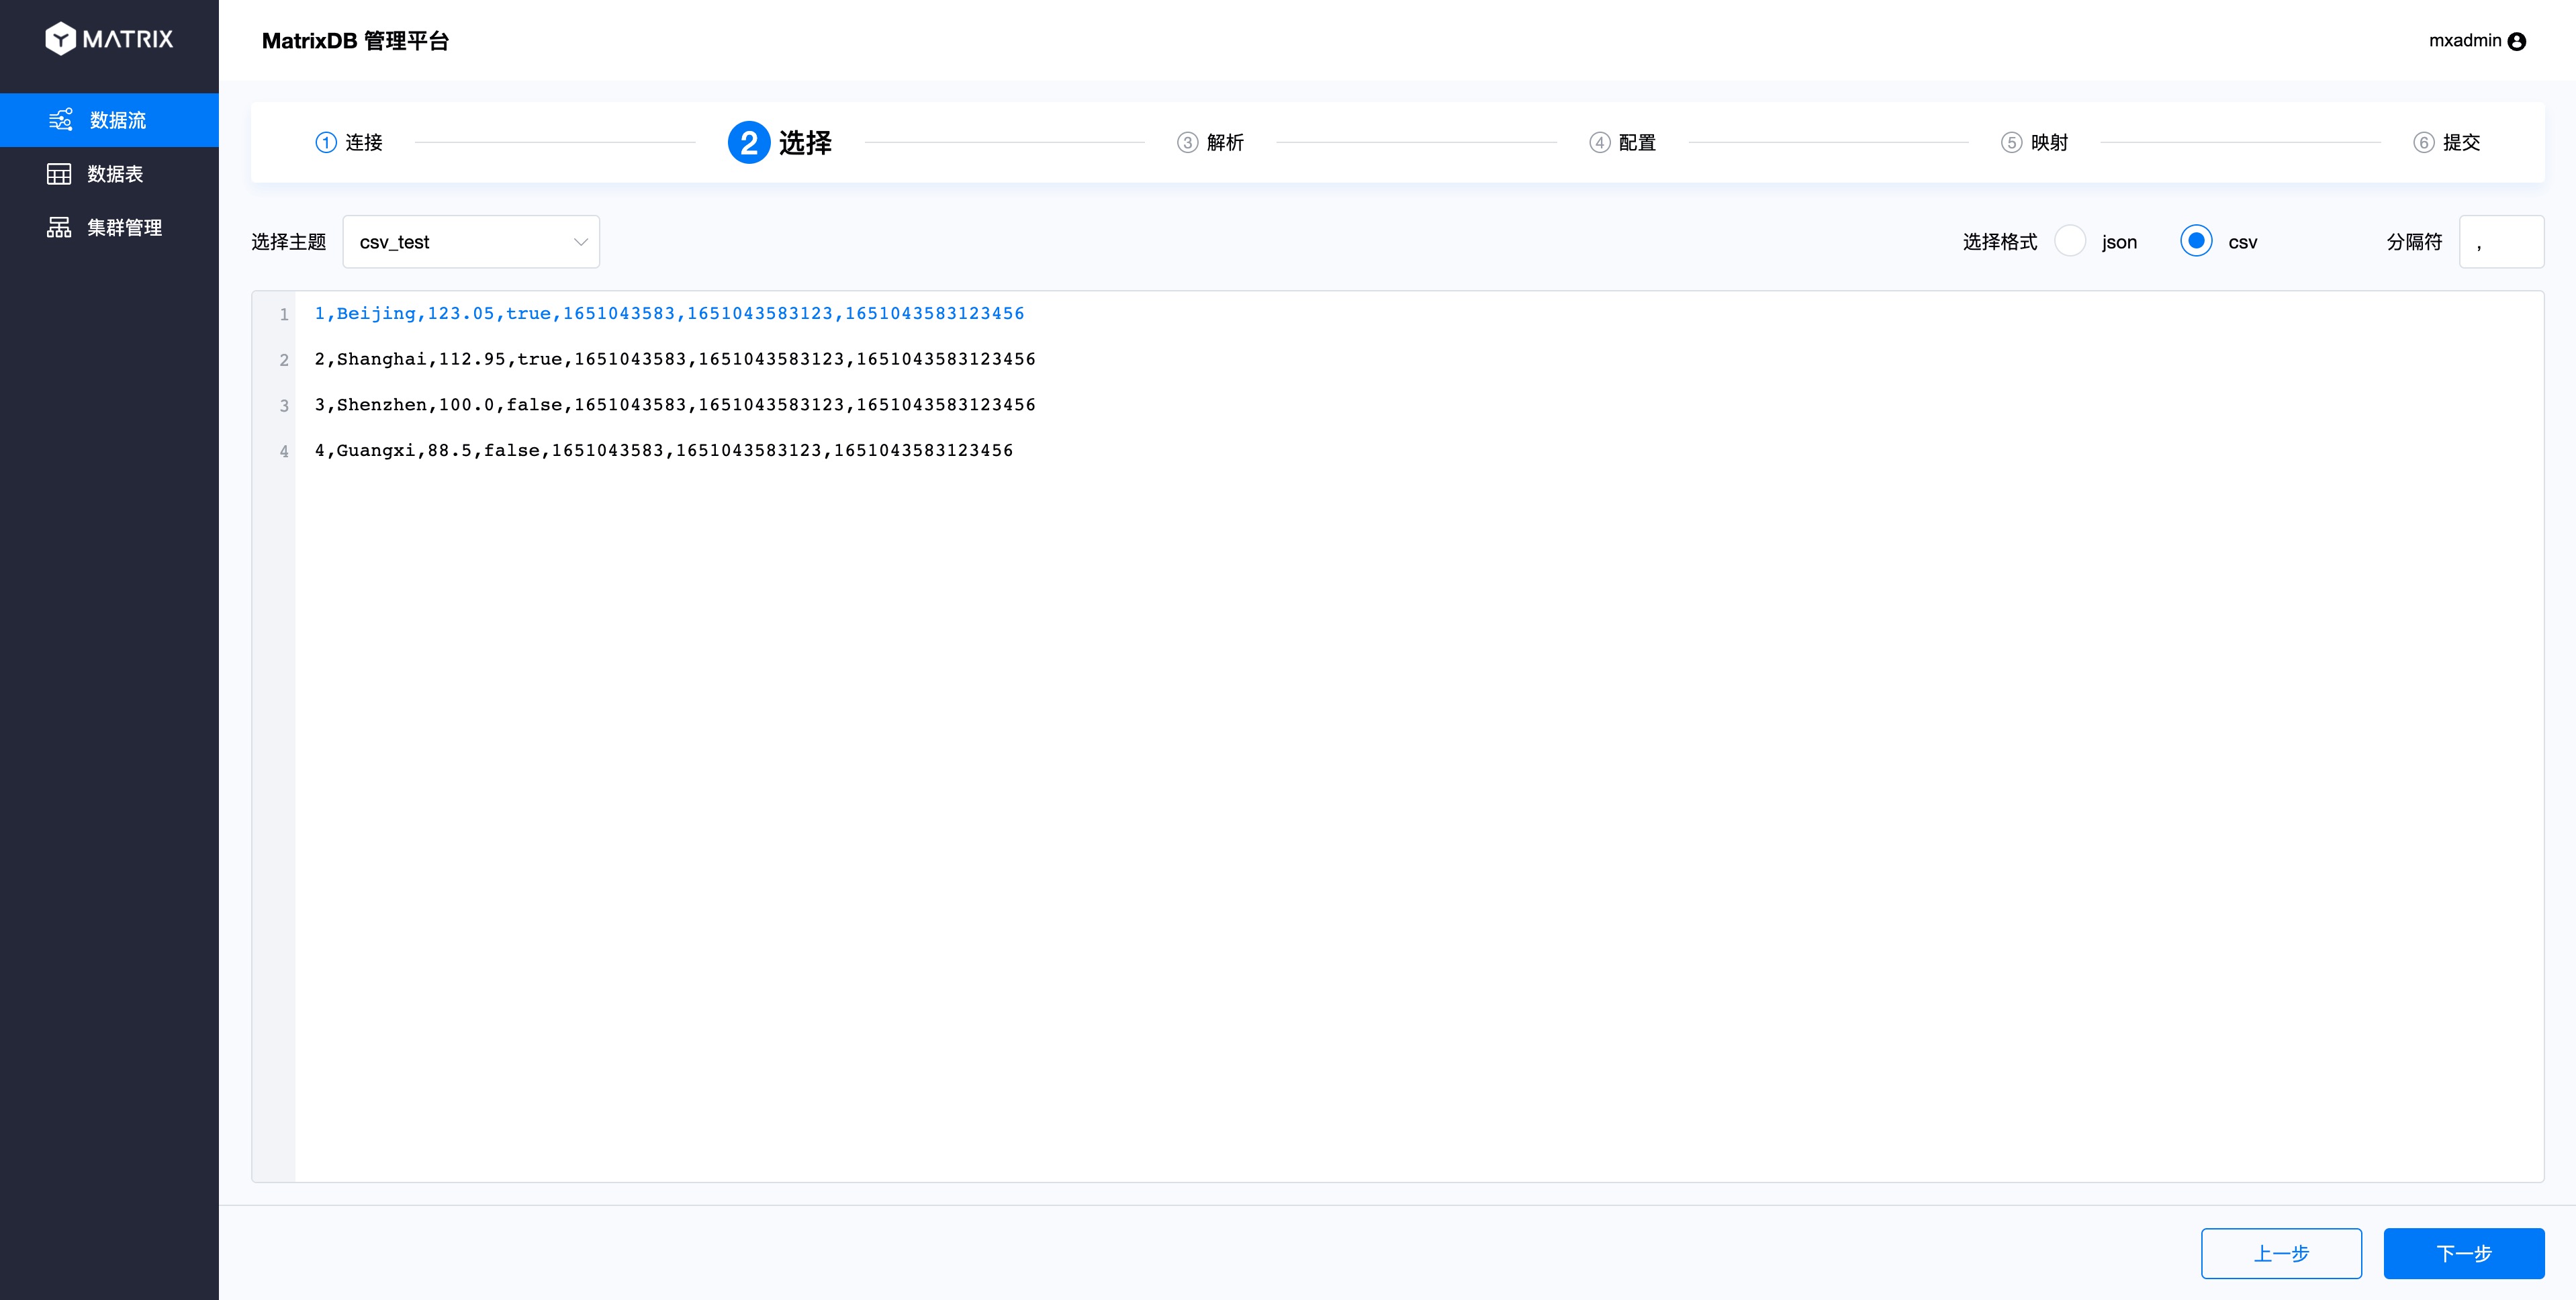 MATRIX
MatrixDB 管理平台
mxadmin
数据流
数据表
集群管理
1 连接
2 选择
3 解析
4 配置
5 映射
6 提交
选择主题 csv_test
选择格式 json csv
分隔符 ,
1 1,Beijing,123.05,true,1651043583,1651043583123,1651043583123456
2 2,Shanghai,112.95,true,1651043583,1651043583123,1651043583123456
3 3,Shenzhen,100.0,false,1651043583,1651043583123,1651043583123456
4 4,Guangxi,88.5,false,1651043583,1651043583123,1651043583123456
上一步
下一步